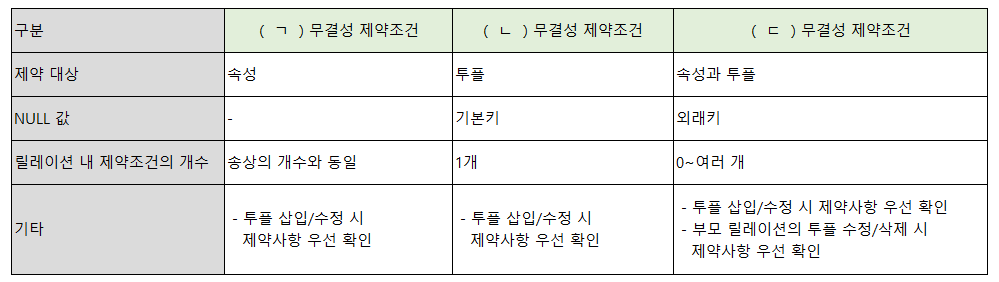 구분
( ㄱ ) 무결성 제약조건
( ㄴ ) 무결성 제약조건
( ㄷ ) 무결성 제약조건
제약 대상
속성
투플
속성과 투플
NULL 값
-
기본키
외래키
릴레이션 내 제약조건의 개수
송상의 개수와 동일
1개
0~여러 개
기타
- 투플 삽입/수정 시
제약사항 우선 확인
- 투플 삽입/수정 시
제약사항 우선 확인
- 투플 삽입/수정 시 제약사항 우선 확인
- 부모 릴레이션의 투플 수정/삭제 시
제약사항 우선 확인